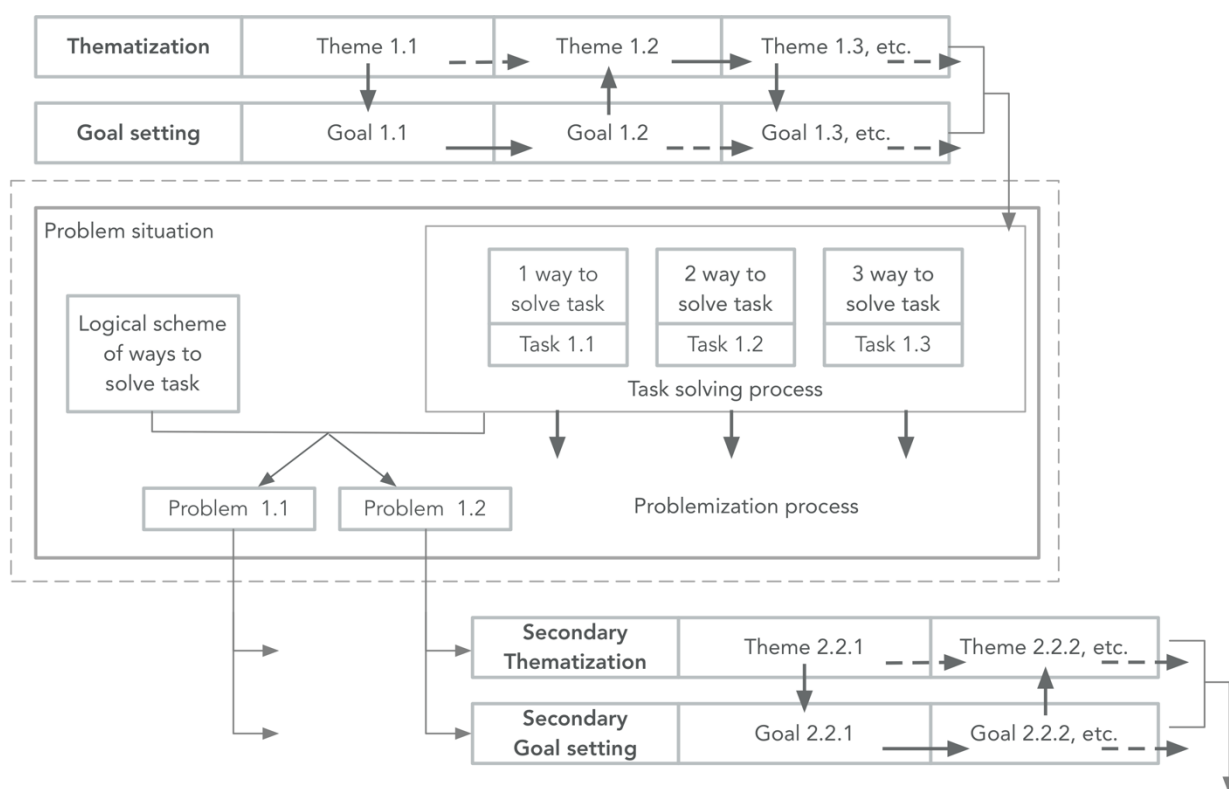 Thematization
Theme 1.1
Theme 1.2
Theme 1.3, etc.
Goal setting
Goal 1.1
Goal 1.2
Goal 1.3, etc.
Problem situation
1 way to
solve task
Task 1.1
2 way to
solve task
Task 1.2
3 way to
solve task
Task 1.3
Logical scheme
of ways to
solve task
Task solving process
Problem 1.1
Problem 1.2
Problemization process
Secondary
Thematization
Theme 2.2.1
Theme 2.2.2, etc.
Secondary
Goal setting
Goal 2.2.1
Goal 2.2.2, etc.